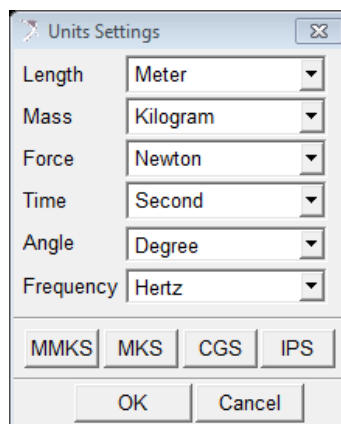 Units Settings
Length Meter
Mass Kilogram
Force Newton
Time Second
Angle Degree
Frequency Hertz
MMKS MKS CGS IPS
OK Cancel